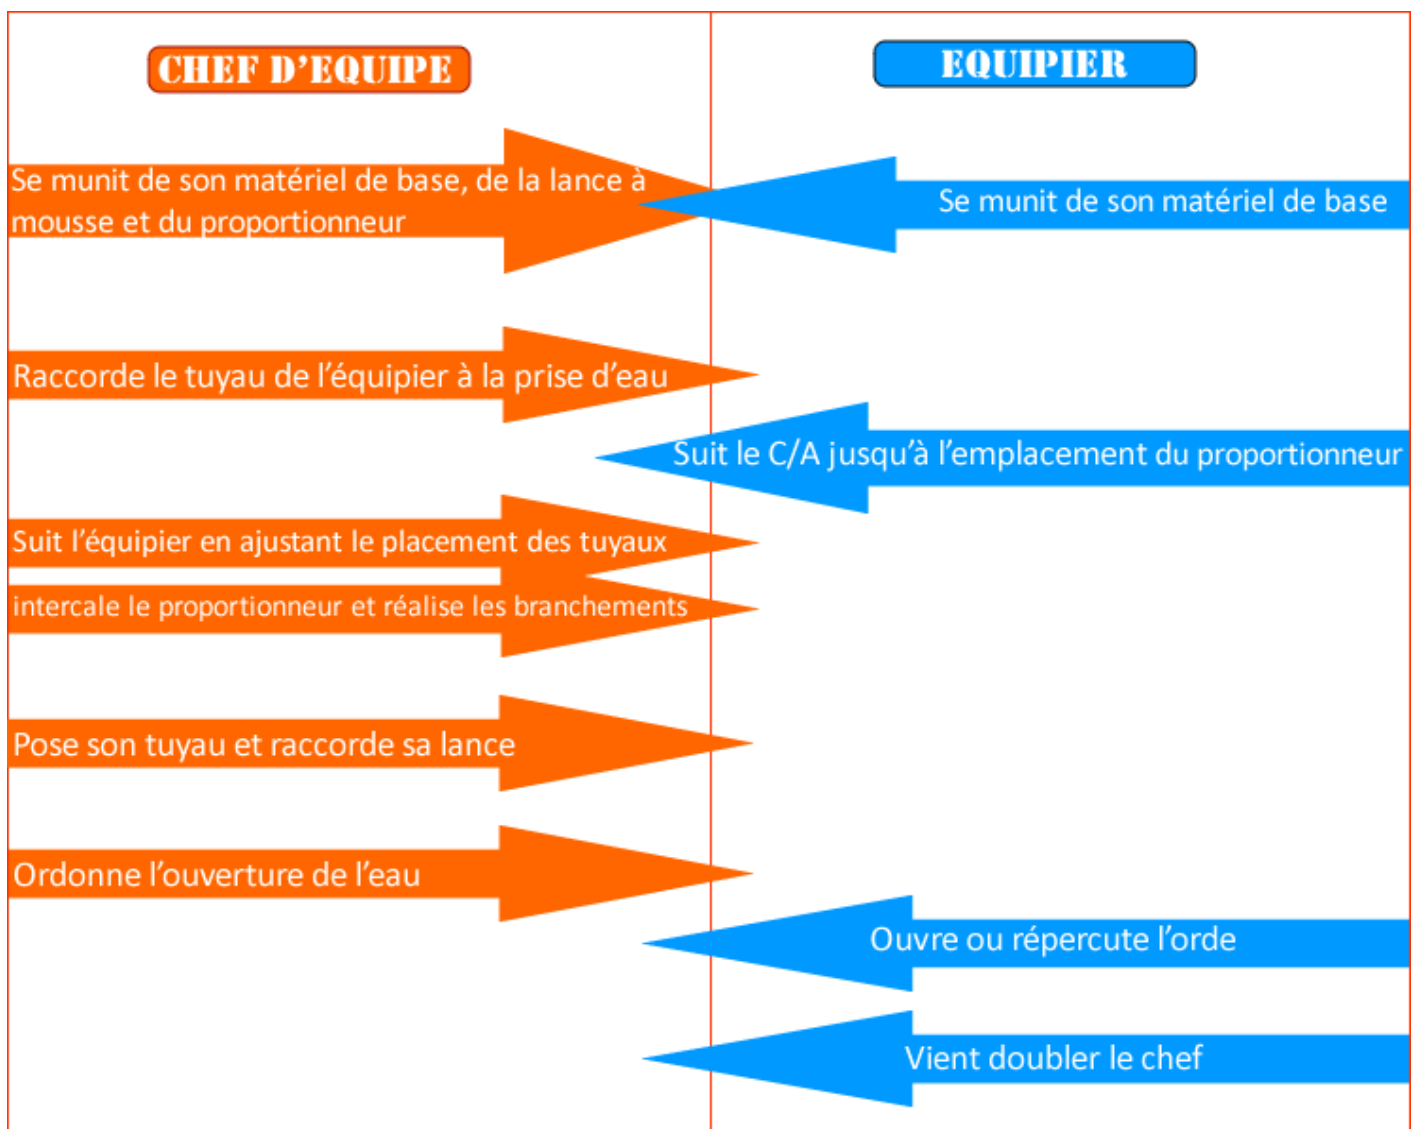 CHEF D'EQUIPE
EQUIPIER
Se munit de son matériel de base, de la lance à
mousse et du proportionneur
Se munit de son matériel de base
Raccorde le tuyau de l'équipier à la prise d'eau
Suit le C/A jusqu'à l'emplacement du proportionneur
Suit l'équipier en ajustant le placement des tuyaux
intercale le proportionneur et réalise les branchements
Pose son tuyau et raccorde sa lance
Ordonne l'ouverture de l'eau
Ouvre ou répercute l'orde
Vient doubler le chef